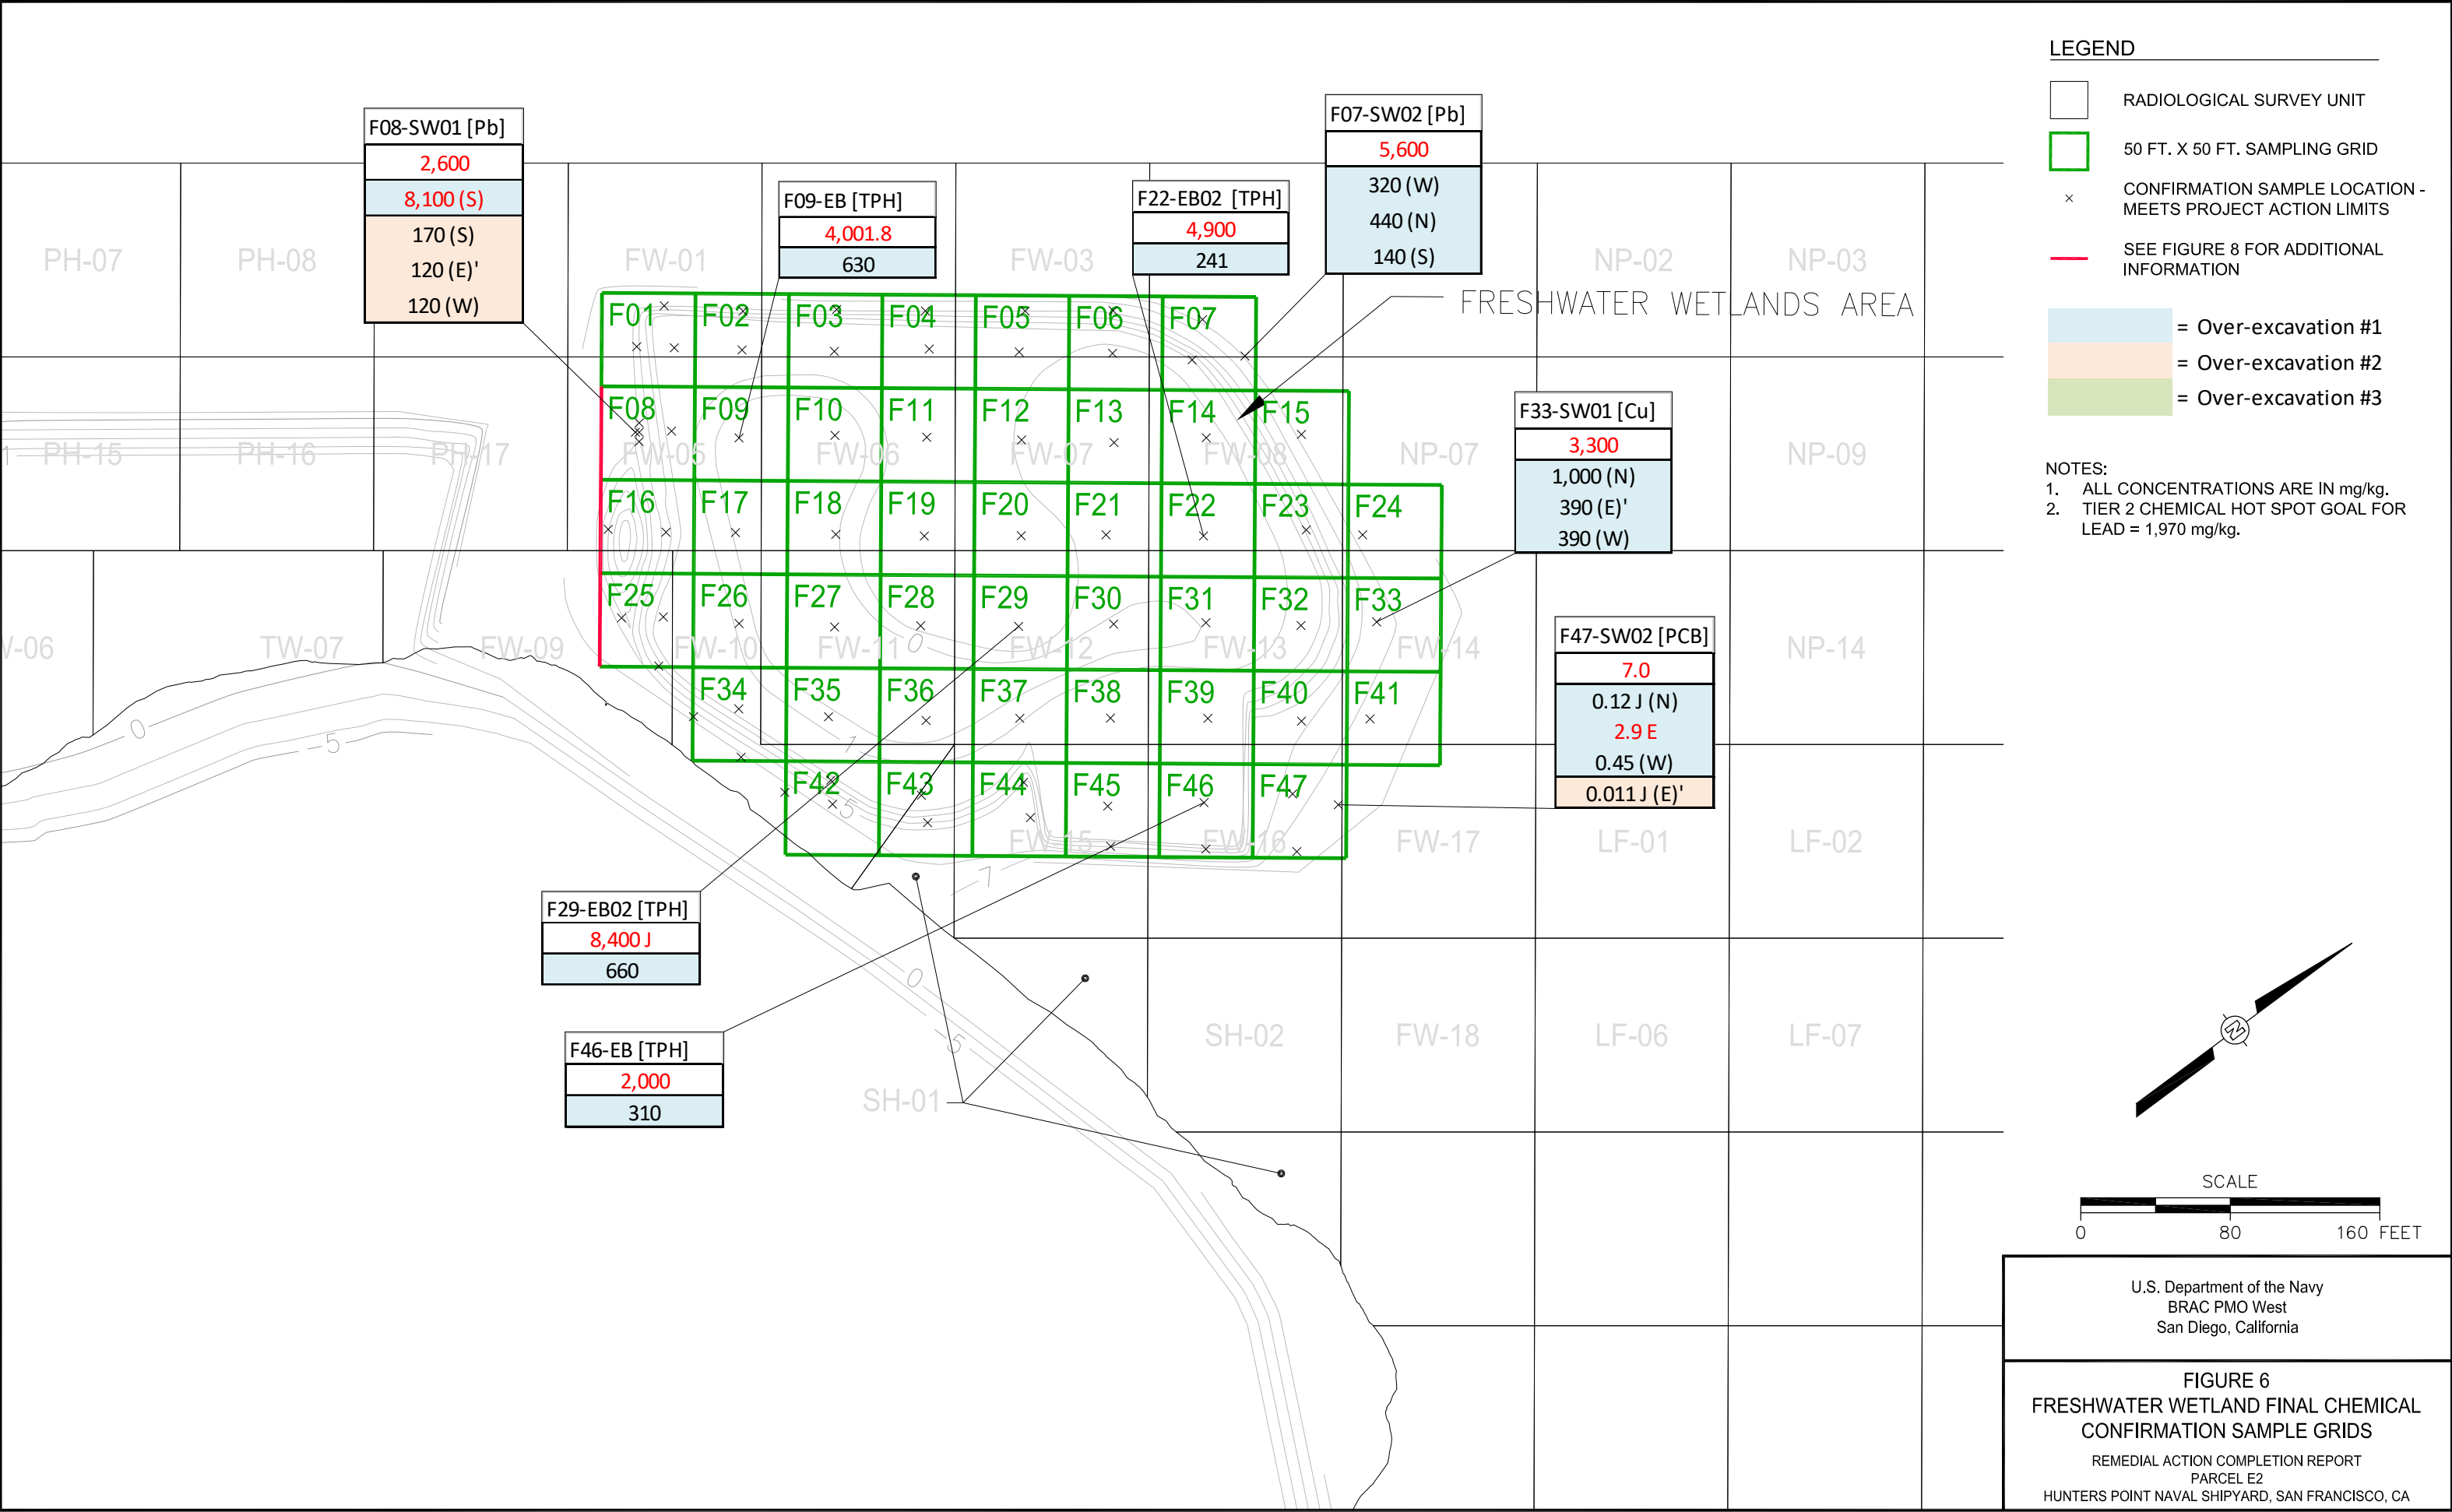 LEGEND
RADIOLOGICAL SURVEY UNIT
50 FT. X 50 FT. SAMPLING GRID
CONFIRMATION SAMPLE LOCATION -
MEETS PROJECT ACTION LIMITS
SEE FIGURE 8 FOR ADDITIONAL
INFORMATION
= Over-excavation #1
= Over-excavation #2
= Over-excavation #3
NOTES:
1. ALL CONCENTRATIONS ARE IN mg/kg.
2. TIER 2 CHEMICAL HOT SPOT GOAL FOR
LEAD = 1,970 mg/kg.
F08-SW01 [Pb]
2,600
8,100 (S)
170 (S)
120 (E)'
120 (W)
F09-EB [TPH]
4,001.8
630
F22-EB02 [TPH]
4,900
241
F07-SW02 [Pb]
5,600
320 (W)
440 (N)
140 (S)
F33-SW01 [Cu]
3,300
1,000 (N)
390 (E)'
390 (W)
F47-SW02 [PCB]
7.0
0.12 J (N)
2.9 E
0.45 (W)
0.011 J (E)'
F29-EB02 [TPH]
8,400 J
660
F46-EB [TPH]
2,000
310
FRESHWATER WETLANDS AREA
PH-07 PH-08 FW-01 FW-03 NP-02 NP-03
F01 F02 F03 F04 F05 F06 F07
F08 F09 F10 F11 F12 F13 F14 F15
1 PH-15 PH-16 PH-17 FW-05 FW-06 FW-07 FW-08 NP-07 NP-09
F16 F17 F18 F19 F20 F21 F22 F23 F24
F25 F26 F27 F28 F29 F30 F31 F32 F33
-06 TW-07 FW-09 FW-10 FW-11 0 FW-12 FW-13 FW-14 NP-14
F34 F35 F36 F37 F38 F39 F40 F41
0 -5
F42 F43 F44 F45 F46 F47
5
FW-15 FW-16 FW-17 LF-01 LF-02
7
0
-5
SH-02 FW-18 LF-06 LF-07
SH-01
N
SCALE
0 80 160 FEET
U.S. Department of the Navy
BRAC PMO West
San Diego, California
FIGURE 6
FRESHWATER WETLAND FINAL CHEMICAL
CONFIRMATION SAMPLE GRIDS
REMEDIAL ACTION COMPLETION REPORT
PARCEL E2
HUNTERS POINT NAVAL SHIPYARD, SAN FRANCISCO, CA